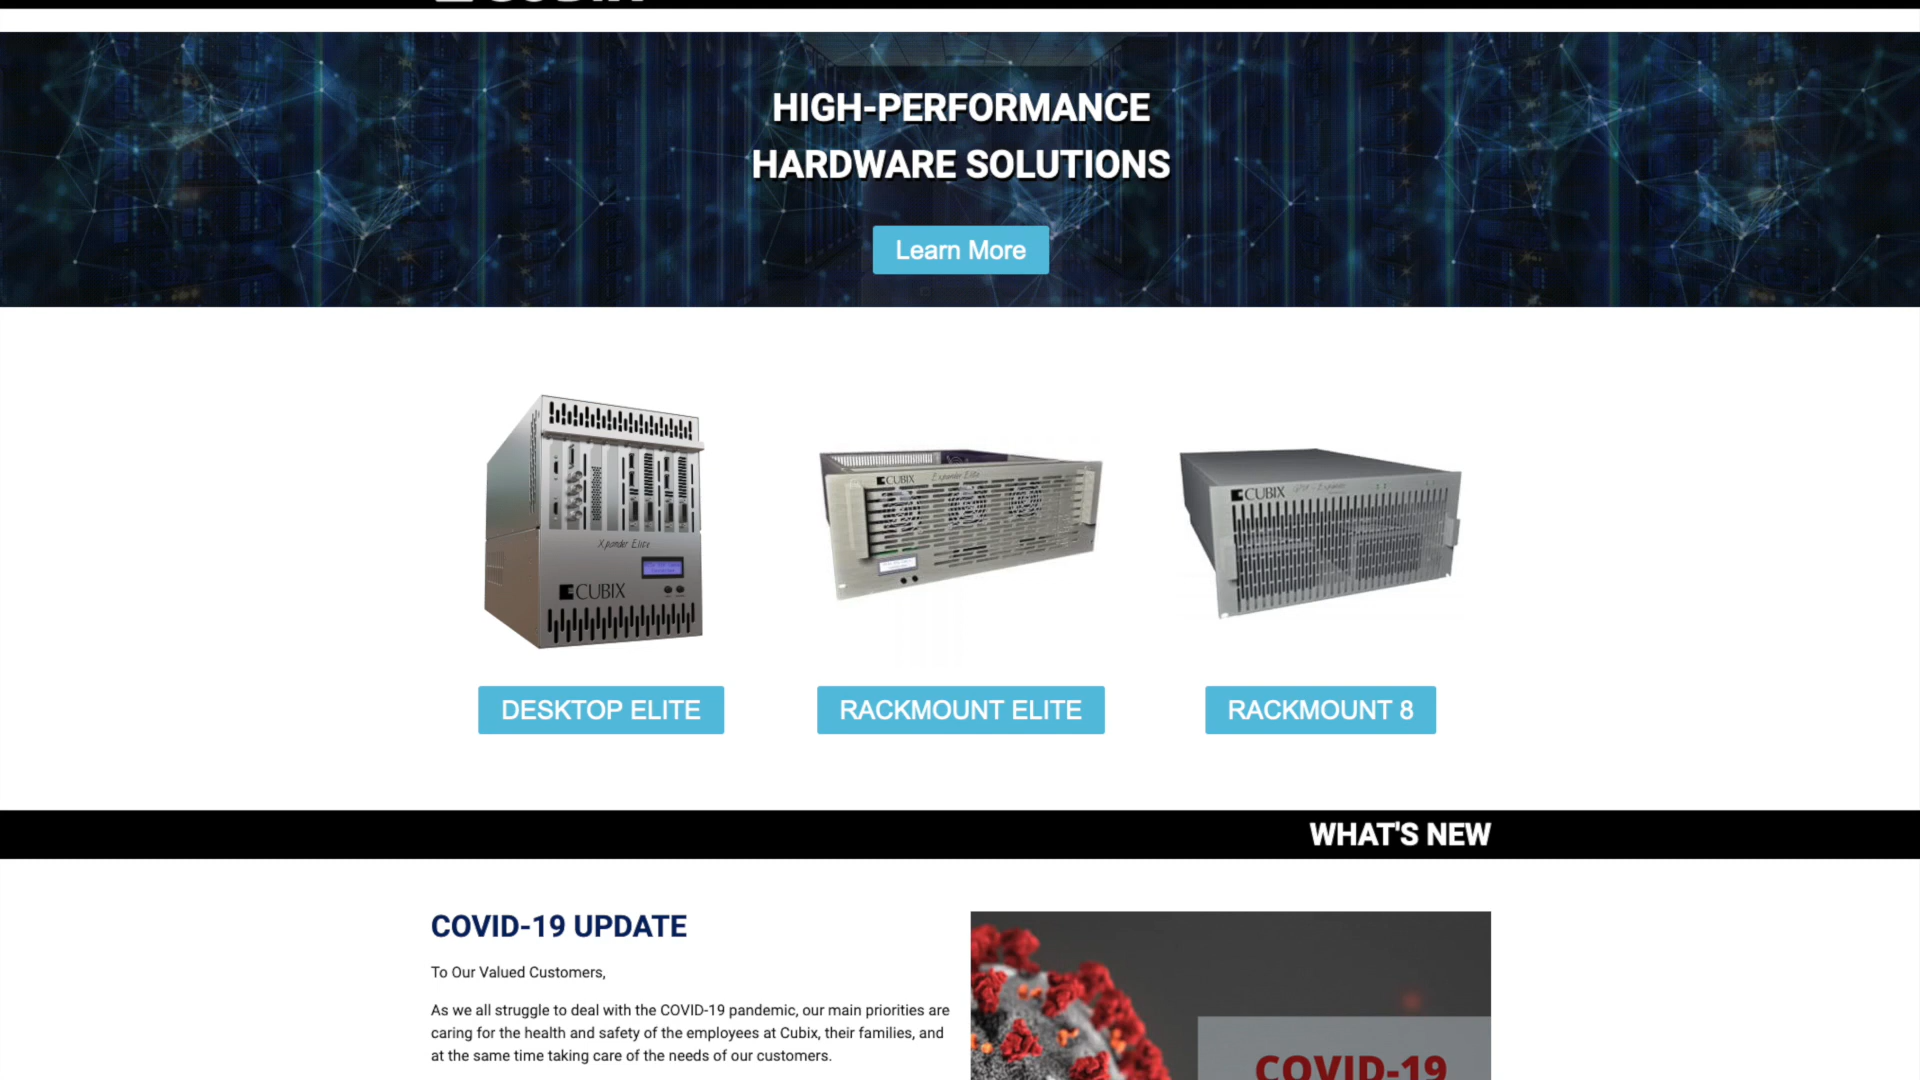 HIGH-PERFORMANCE
HARDWARE SOLUTIONS
Learn More
Xpander Elite
CUBIX
CUBIX Expander Elite
CUBIX
DESKTOP ELITE
RACKMOUNT ELITE
RACKMOUNT 8
WHAT'S NEW
COVID-19 UPDATE
To Our Valued Customers,
As we all struggle to deal with the COVID-19 pandemic, our main priorities are
caring for the health and safety of the employees at Cubix, their families, and
at the same time taking care of the needs of our customers.
COVID-19